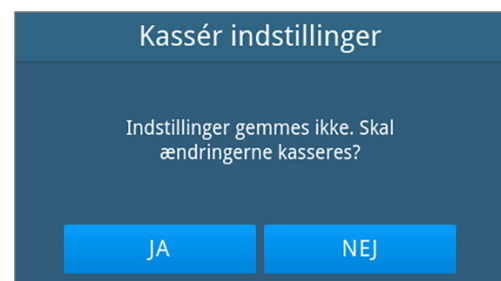 Kassér indstillinger
Indstillinger gemmes ikke. Skal
ændringerne kasseres?
JA
NEJ